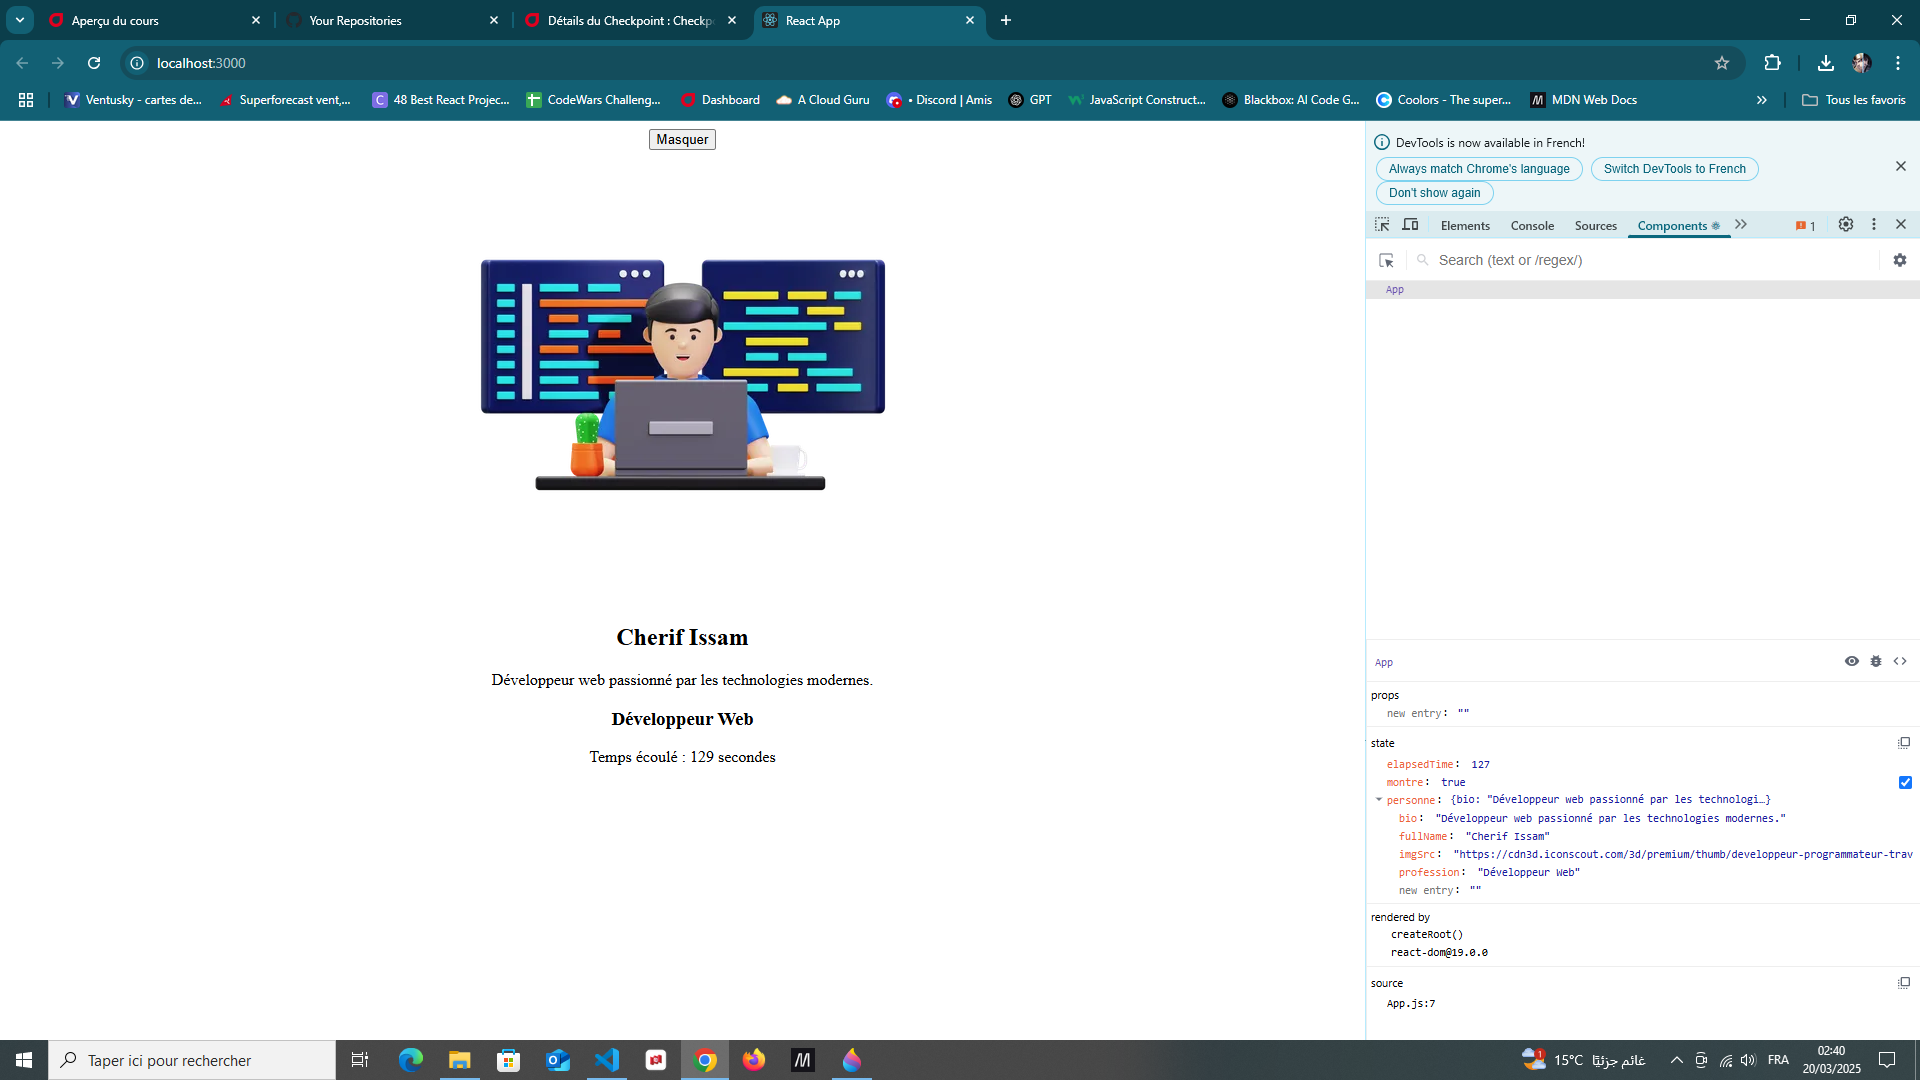 Aperçu du cours
Your Repositories
Détails du Checkpoint : Checkp
React App
localhost:3000
Ventusky - cartes de...
Superforecast vent,...
48 Best React Projec...
CodeWars Challeng...
Dashboard
A Cloud Guru
• Discord | Amis
GPT
JavaScript Construct...
Blackbox: AI Code G...
Coolors - The super...
MDN Web Docs
Tous les favoris
Masquer
Cherif Issam
Développeur web passionné par les technologies modernes.
Développeur Web
Temps écoulé : 129 secondes
DevTools is now available in French!
Always match Chrome's language
Switch DevTools to French
Don't show again
Elements
Console
Sources
Components
1
Search (text or /regex/)
App
App
props
new entry: ""
state
elapsedTime: 127
montre: true
personne: {bio: "Développeur web passionné par les technologi…}
bio: "Développeur web passionné par les technologies modernes."
fullName: "Cherif Issam"
imgSrc: "https://cdn3d.iconscout.com/3d/premium/thumb/developpeur-programmateur-trav
profession: "Développeur Web"
new entry: ""
rendered by
createRoot()
react-dom@19.0.0
source
App.js:7
Taper ici pour rechercher
1
15°C غائم جزئيًا
FRA
02:40
20/03/2025